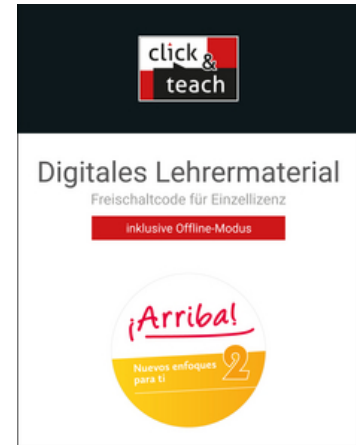 click &
teach
Digitales Lehrermaterial
Freischaltcode für Einzellizenz
inklusive Offline-Modus
¡Arriba!
Nuevos enfoques
para ti
2